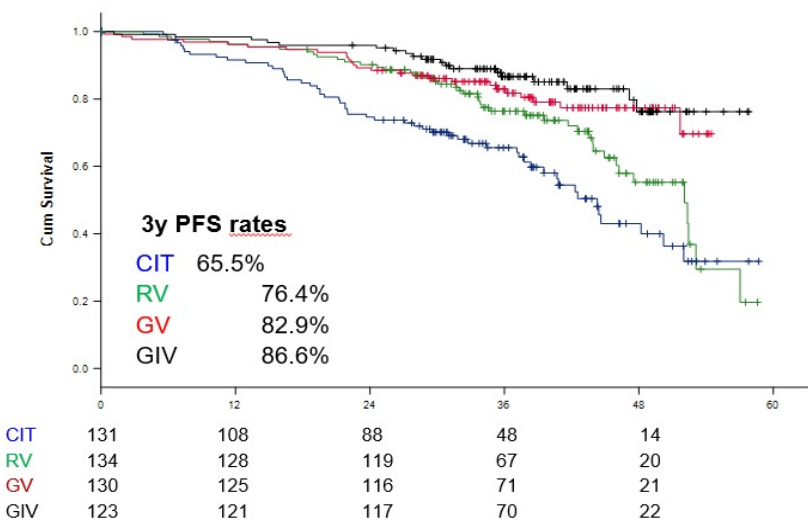 1.0
0.8
0.6
0.4
0.2
0.0
Cum Survival
3y PFS rates
CIT 65.5%
RV 76.4%
GV 82.9%
GIV 86.6%
0 12 24 36 48 60
CIT 131 108 88 48 14
RV 134 128 119 67 20
GV 130 125 116 71 21
GIV 123 121 117 70 22